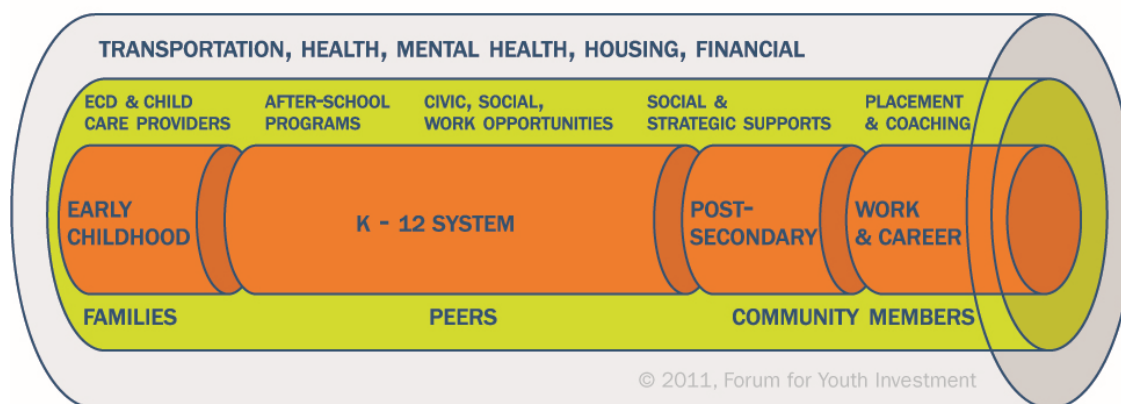 TRANSPORTATION, HEALTH, MENTAL HEALTH, HOUSING, FINANCIAL
ECD & CHILD
CARE PROVIDERS
AFTER-SCHOOL
PROGRAMS
CIVIC, SOCIAL,
WORK OPPORTUNITIES
SOCIAL &
STRATEGIC SUPPORTS
PLACEMENT
& COACHING
EARLY
CHILDHOOD
K - 12 SYSTEM
POST-
SECONDARY
WORK
& CAREER
FAMILIES
PEERS
COMMUNITY MEMBERS
© 2011, Forum for Youth Investment